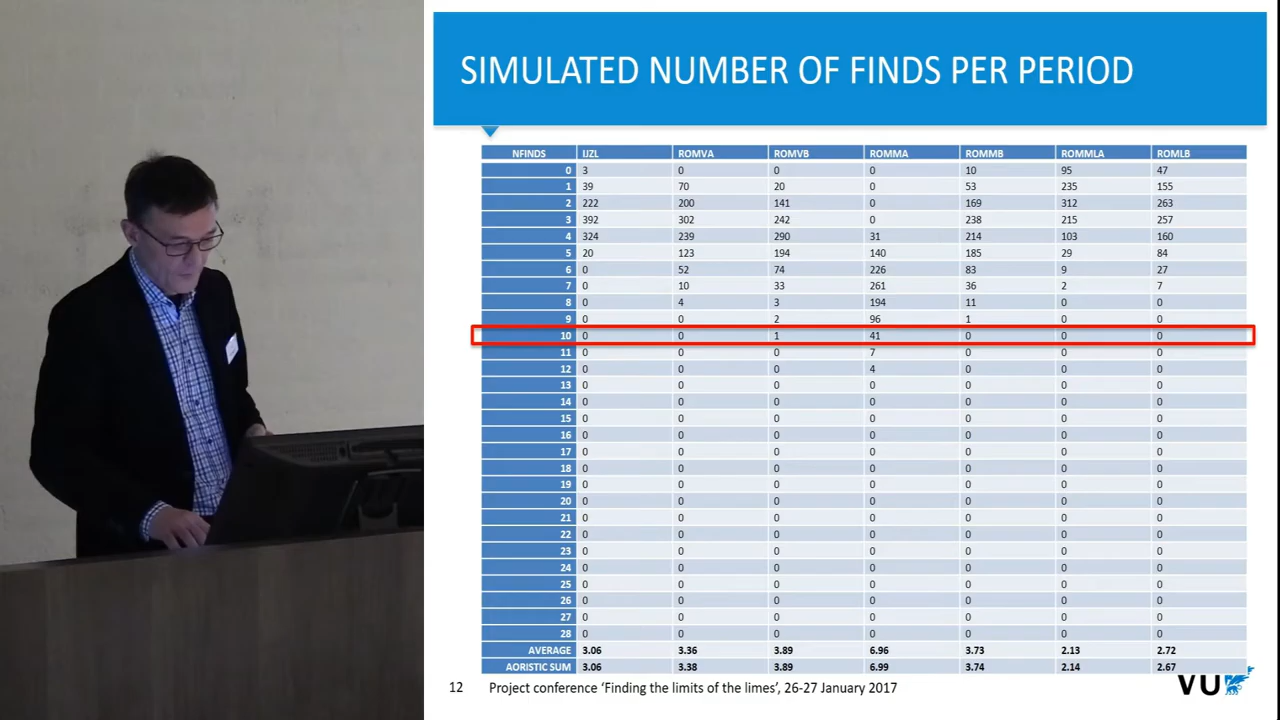 SIMULATED NUMBER OF FINDS PER PERIOD
NFINDS IJZL ROMVA ROMVB ROMMA ROMMB ROMMLA ROMLB
0 3 0 0 0 10 95 47
1 39 70 20 0 53 235 155
2 222 200 141 0 169 312 263
3 392 302 242 0 238 215 257
4 324 239 290 31 214 103 160
5 20 123 194 140 185 29 84
6 0 52 74 226 83 9 27
7 0 10 33 261 36 2 7
8 0 4 3 194 11 0 0
9 0 0 2 96 1 0 0
10 0 0 1 41 0 0 0
11 0 0 0 7 0 0 0
12 0 0 0 4 0 0 0
13 0 0 0 0 0 0 0
14 0 0 0 0 0 0 0
15 0 0 0 0 0 0 0
16 0 0 0 0 0 0 0
17 0 0 0 0 0 0 0
18 0 0 0 0 0 0 0
19 0 0 0 0 0 0 0
20 0 0 0 0 0 0 0
21 0 0 0 0 0 0 0
22 0 0 0 0 0 0 0
23 0 0 0 0 0 0 0
24 0 0 0 0 0 0 0
25 0 0 0 0 0 0 0
26 0 0 0 0 0 0 0
27 0 0 0 0 0 0 0
28 0 0 0 0 0 0 0
AVERAGE 3.06 3.36 3.89 6.96 3.73 2.13 2.72
AORISTIC SUM 3.06 3.38 3.89 6.99 3.74 2.14 2.67
12 Project conference ‘Finding the limits of the limes’, 26-27 January 2017
VU